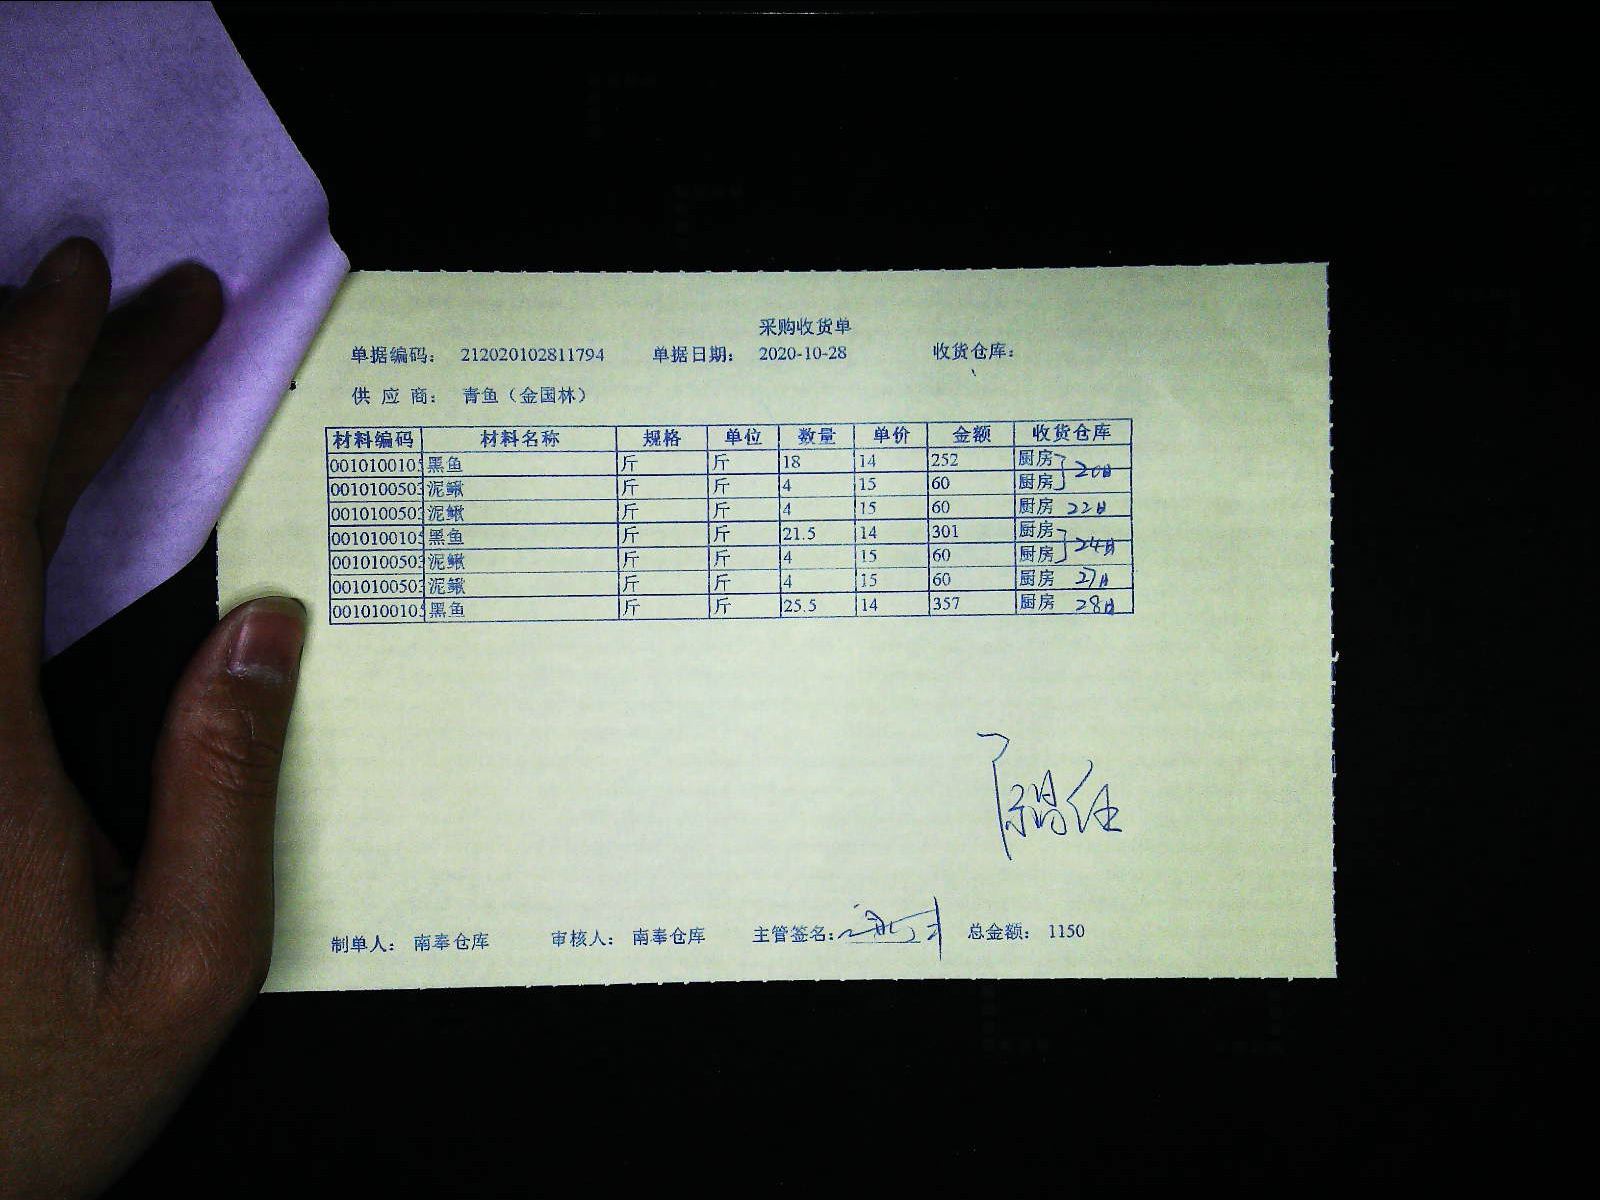 采购收货单
单据编码： 212020102811794 单据日期： 2020-10-28 收货仓库：
供 应 商： 青鱼（金国林）
材料编码 材料名称 规格 单位 数量 单价 金额 收货仓库
001010010 黑鱼 斤 斤 18 14 252 厨房 20日
001010050 泥鳅 斤 斤 4 15 60 厨房
001010050 泥鳅 斤 斤 4 15 60 厨房 22日
001010010 黑鱼 斤 斤 21.5 14 301 厨房 24日
001010050 泥鳅 斤 斤 4 15 60 厨房
001010050 泥鳅 斤 斤 4 15 60 厨房 27日
001010010 黑鱼 斤 斤 25.5 14 357 厨房 28日
制单人： 南奉仓库 审核人： 南奉仓库 主管签名： 总金额： 1150